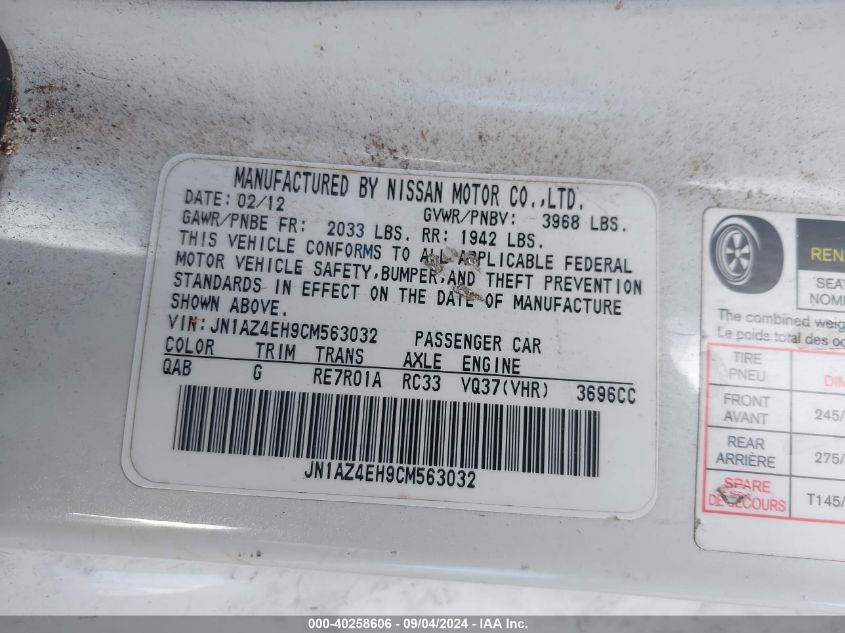 MANUFACTURED BY NISSAN MOTOR CO.,LTD.
DATE: 02/12 GVWR/PNBV: 3968 LBS.
GAWR/PNBE FR: 2033 LBS. RR: 1942 LBS.
THIS VEHICLE CONFORMS TO ALL APPLICABLE FEDERAL
MOTOR VEHICLE SAFETY,BUMPER,AND THEFT PREVENTION
STANDARDS IN EFFECT ON THE DATE OF MANUFACTURE
SHOWN ABOVE.
VIN:JN1AZ4EH9CM563032 PASSENGER CAR
COLOR TRIM TRANS AXLE ENGINE
QAB G RE7R01A RC33 VQ37(VHR) 3696CC
JN1AZ4EH9CM563032
The combined
Le poids total des
TIRE
PNEU
FRONT
AVANT 245/
REAR
ARRIÈRE 275/
SPARE
DE SECOURS T145/
000-40258606 - 09/04/2024 - IAA Inc.